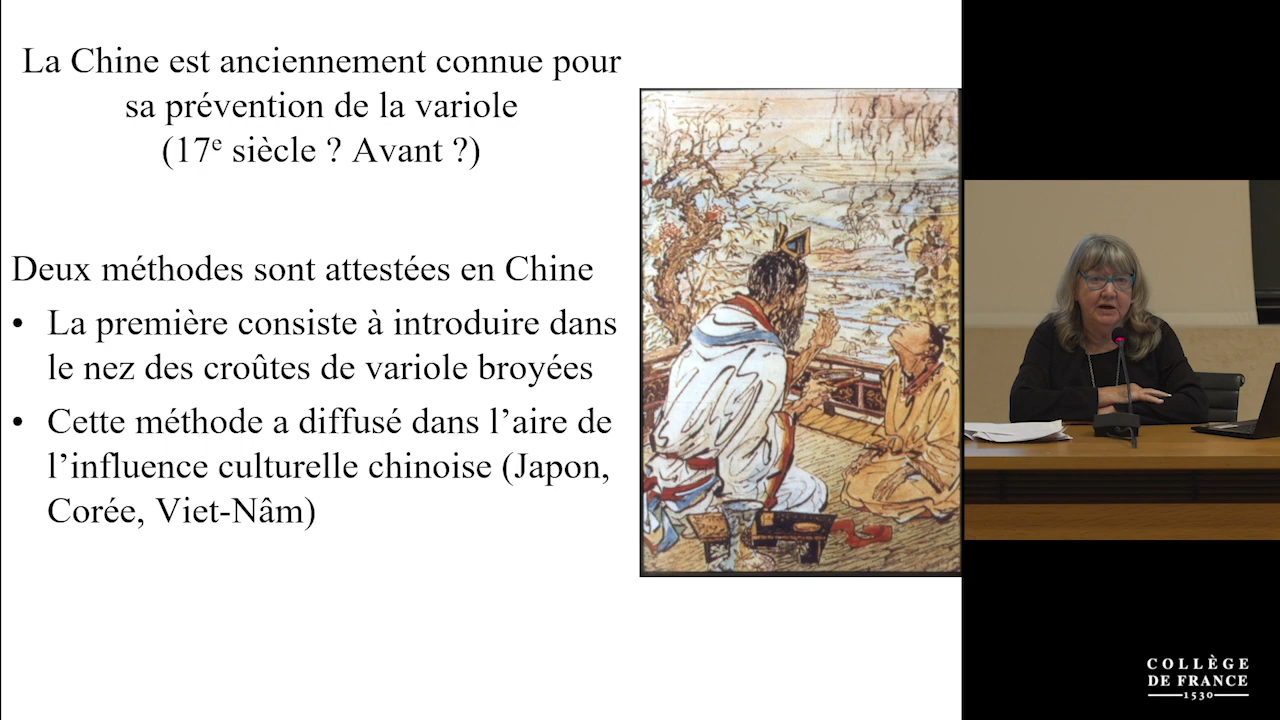 La Chine est anciennement connue pour
sa prévention de la variole
(17e siècle ? Avant ?)
Deux méthodes sont attestées en Chine
• La première consiste à introduire dans
le nez des croûtes de variole broyées
• Cette méthode a diffusé dans l’aire de
l’influence culturelle chinoise (Japon,
Corée, Viet-Nâm)
COLLÈGE
DE FRANCE
1530